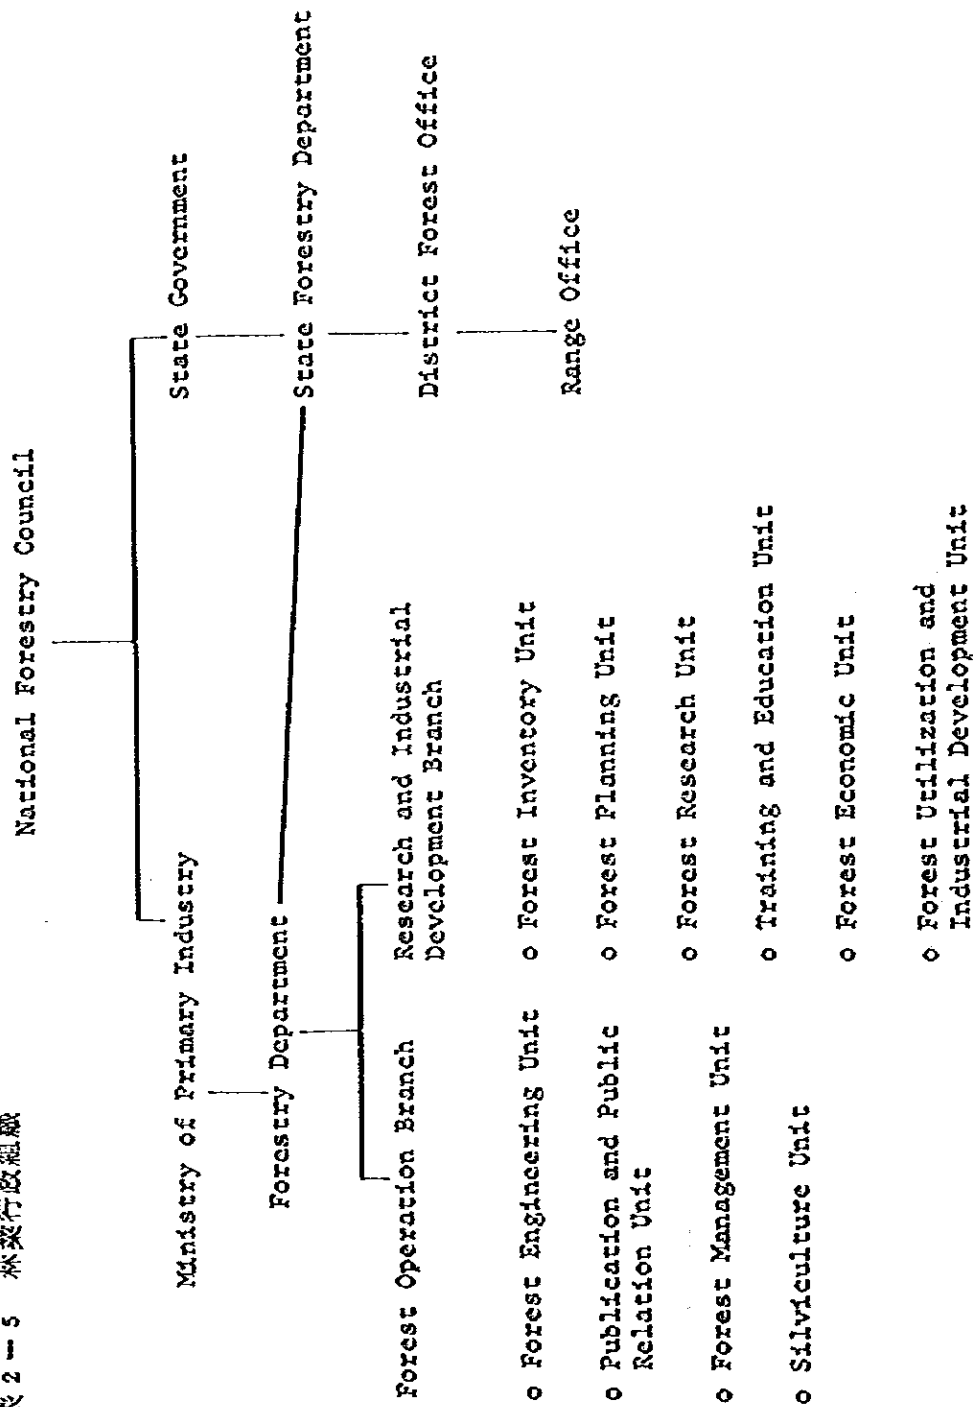 表 2 — 5 林業行政組織
National Forestry Council
Ministry of Primary Industry
State Government
Forestry Department
State Forestry Department
Forest Operation Branch
Research and Industrial
Development Branch
District Forest Office
Range Office
o Forest Engineering Unit
o Publication and Public
Relation Unit
o Forest Management Unit
o Silviculture Unit
o Forest Inventory Unit
o Forest Planning Unit
o Forest Research Unit
o Training and Education Unit
o Forest Economic Unit
o Forest Utilization and
Industrial Development Unit